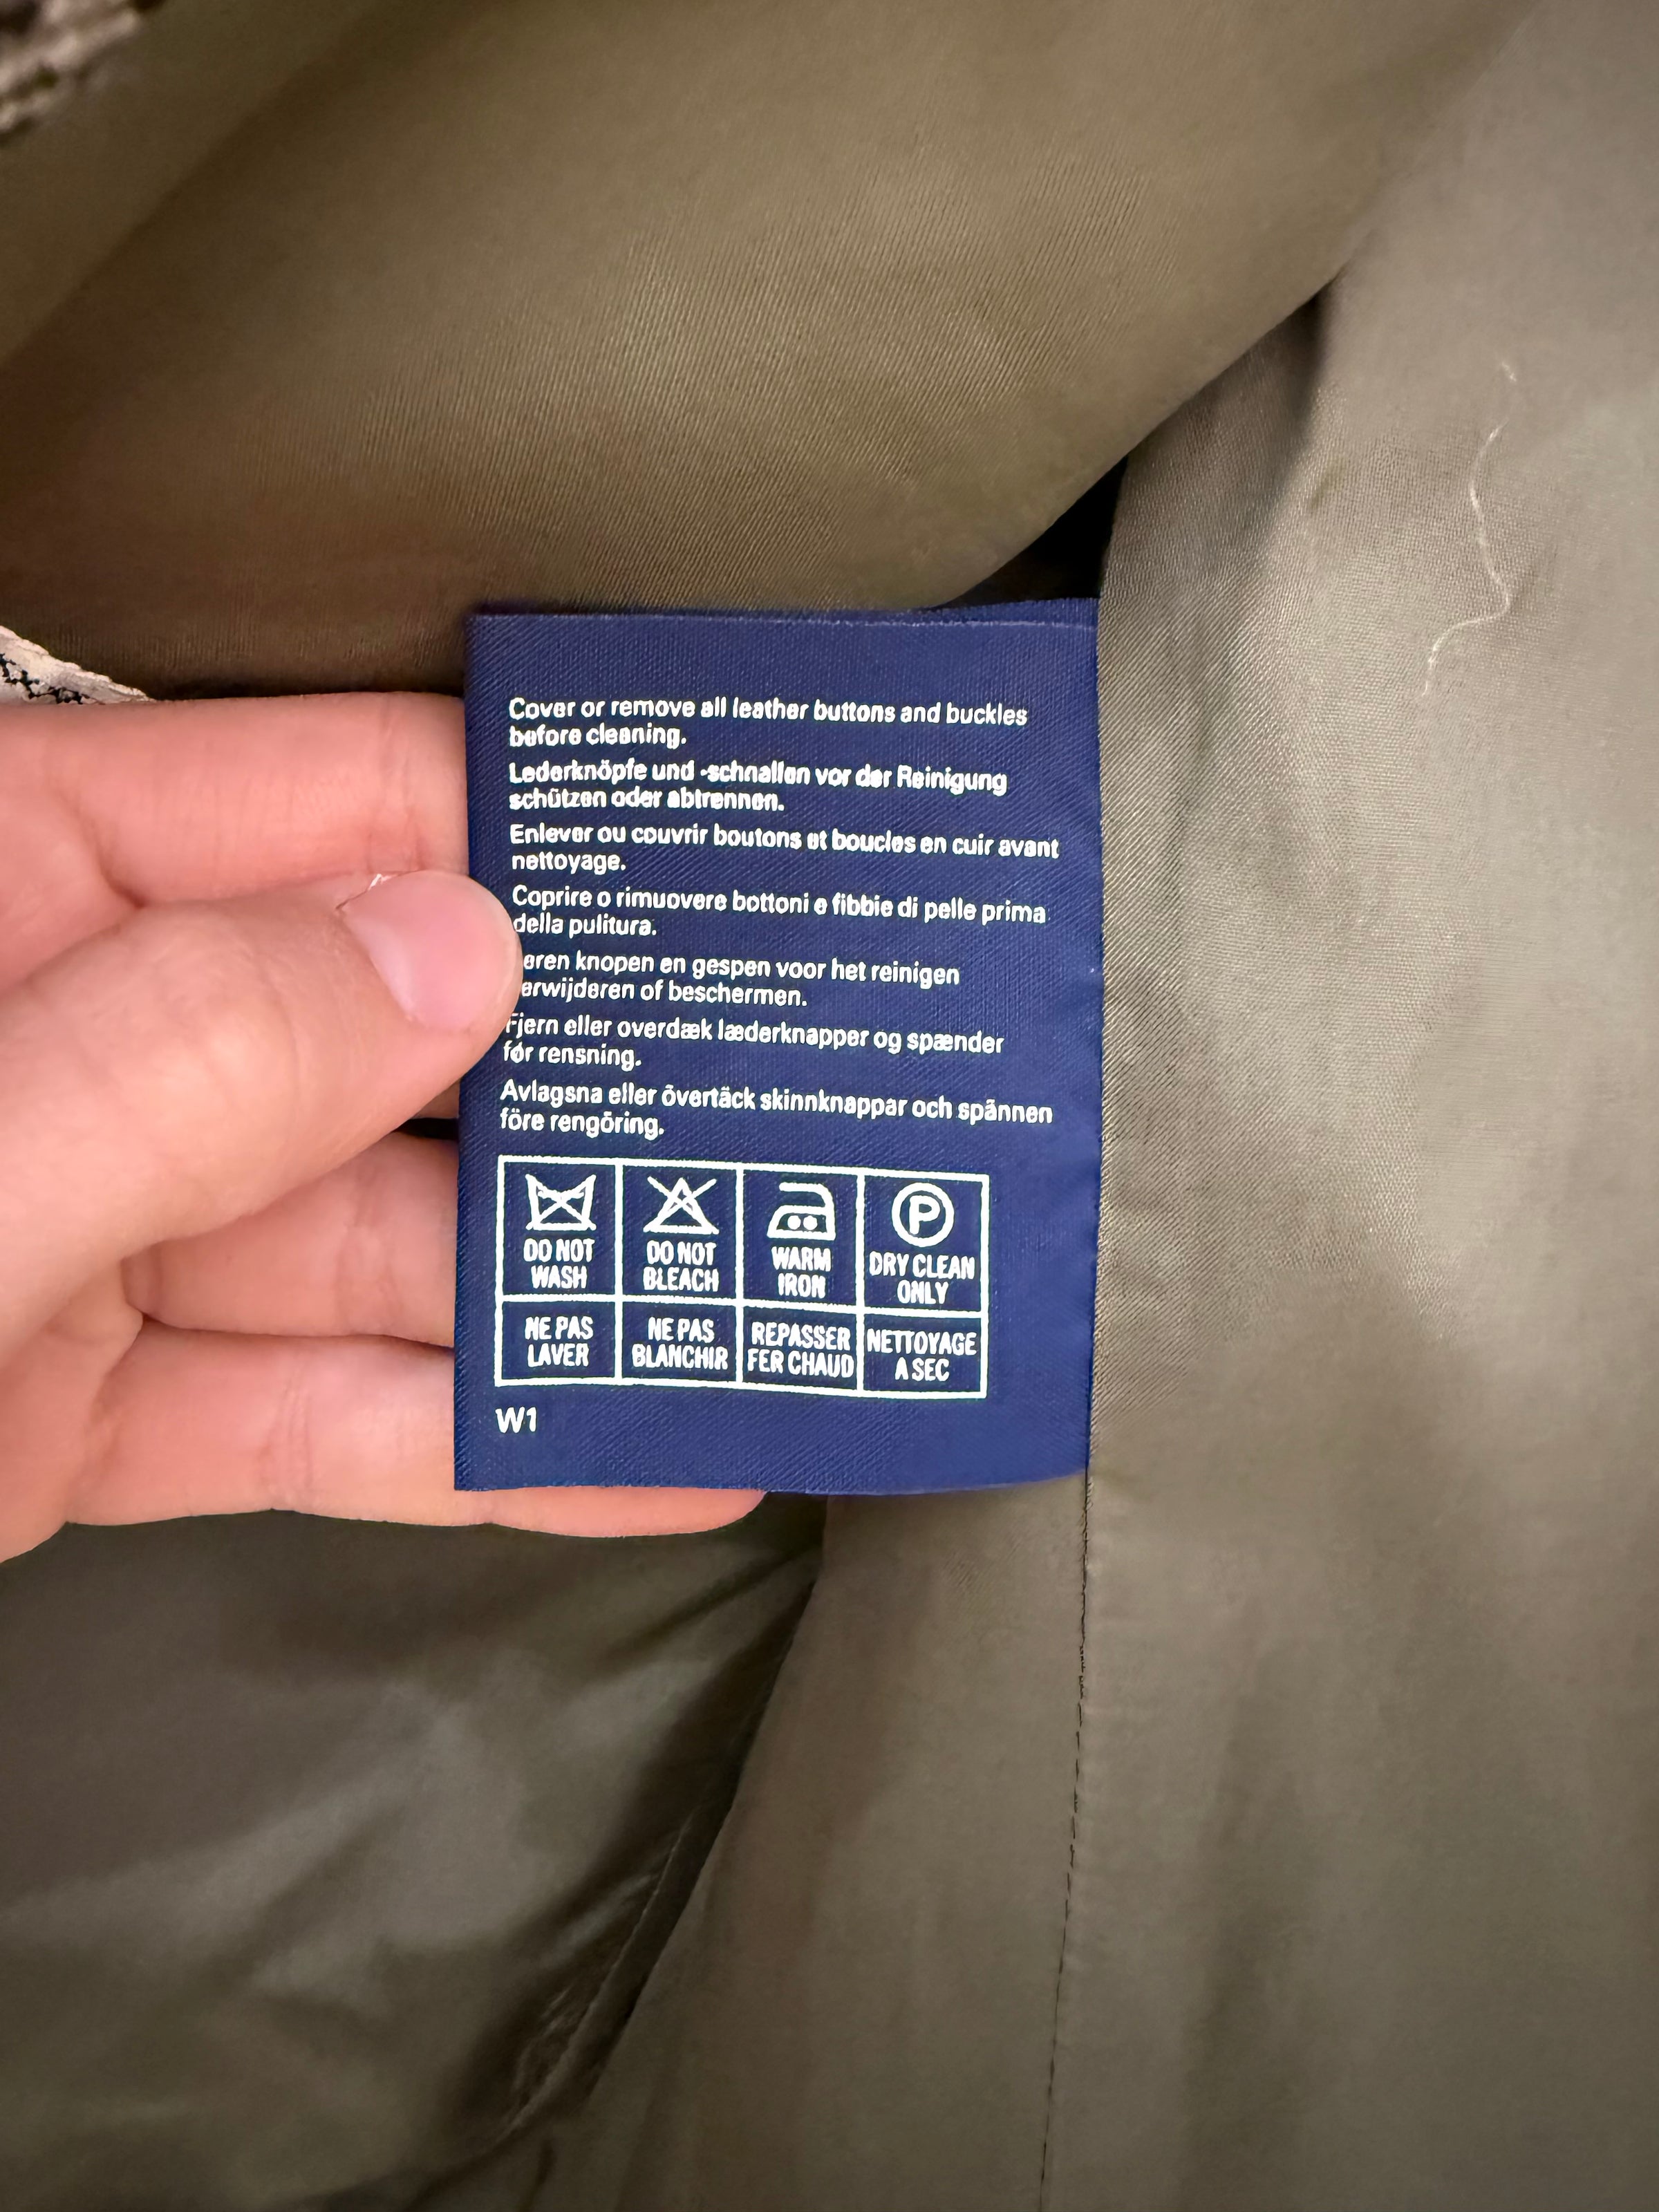 Cover or remove all leather buttons and buckles
before cleaning.
Lederknöpfe und -schnallen vor der Reinigung
schützen oder abtrennen.
Enlever ou couvrir boutons et boucles en cuir avant
nettoyage.
Coprire o rimuovere bottoni e fibbie di pelle prima
della pulitura.
knopen en gespen voor het reinigen
of beschermen.
Fjern eller overdæk læderknapper og spænder
før rensning.
Avlagsna eller övertäck skinnknappar och spännen
före rengöring.
P
DO NOT WASH
DO NOT BLEACH
WARM IRON
DRY CLEAN ONLY
NE PAS LAVER
NE PAS BLANCHIR
REPASSER FER CHAUD
NETTOYAGE A SEC
W1